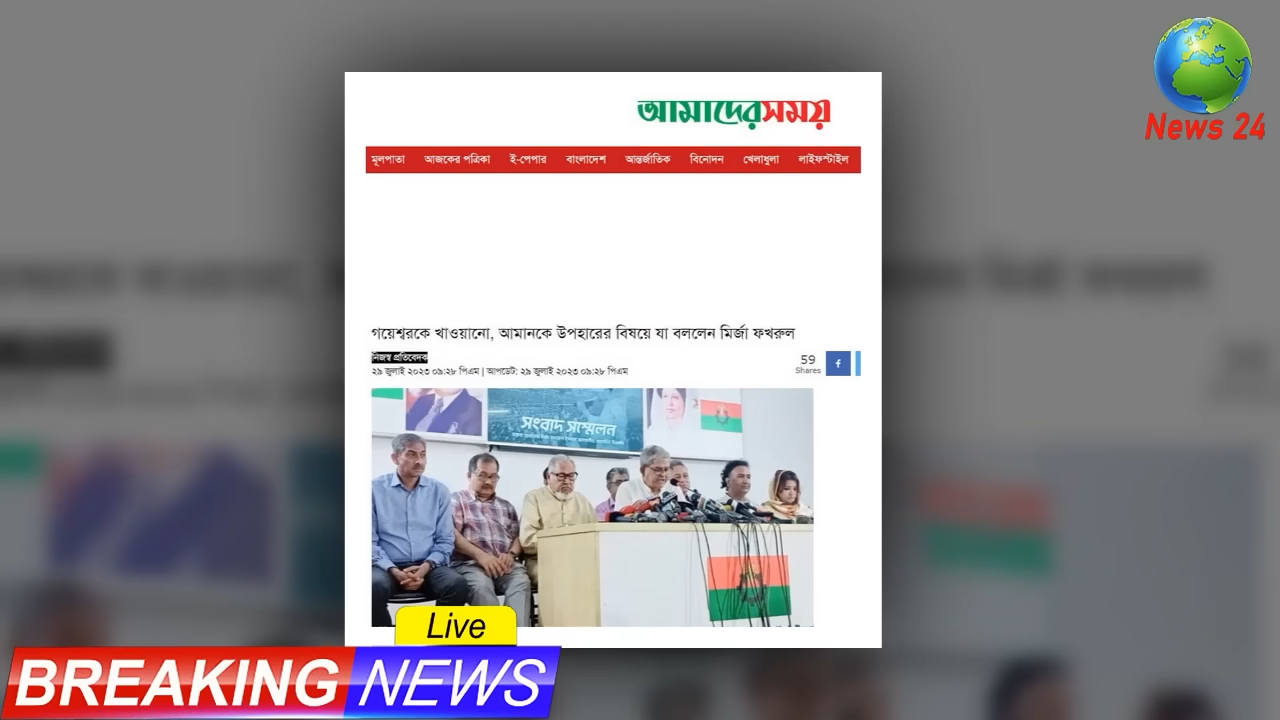 News 24
আমাদেরসময়
মূলপাতা আজকের পত্রিকা ই-পেপার বাংলাদেশ আন্তর্জাতিক বিনোদন খেলাধুলা লাইফস্টাইল
গয়েশ্বরকে খাওয়ানো, আমানকে উপহারের বিষয়ে যা বললেন মির্জা ফখরুল
নিজস্ব প্রতিবেদক
২৯ জুলাই ২০২৩ ০৯:২৮ পিএম | আপডেট: ২৯ জুলাই ২০২৩ ০৯:২৮ পিএম
59
Shares
f
সংবাদ সম্মেলন
Live
BREAKING NEWS